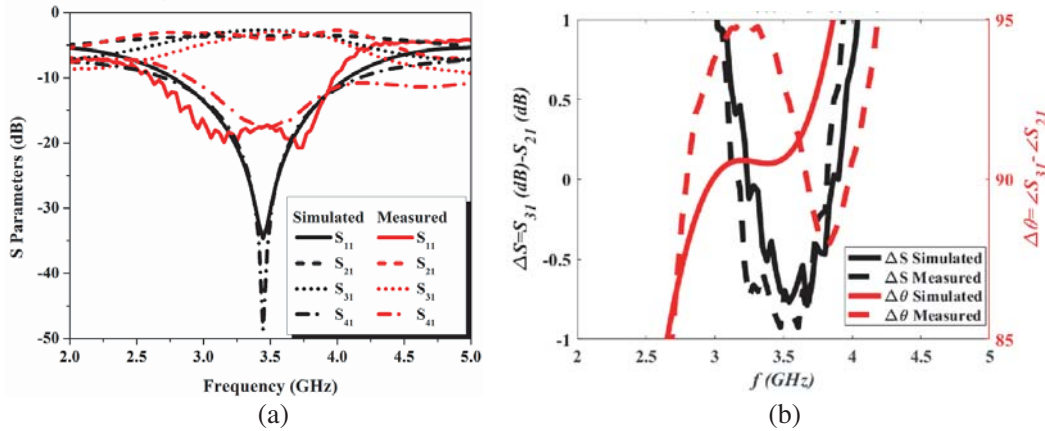 0
-10
-20
-30
-40
-50
S Parameters (dB)
Simulated Measured
S11 S11
S21 S21
S31 S31
S41 S41
2.0 2.5 3.0 3.5 4.0 4.5 5.0
Frequency (GHz)
(a)
1
0.5
0
-0.5
-1
ΔS=S31 (dB)-S21 (dB)
95
90
85
Δθ=∠S31-∠S21
ΔS Simulated
ΔS Measured
Δθ Simulated
Δθ Measured
2 2.5 3 3.5 4 4.5 5
f (GHz)
(b)